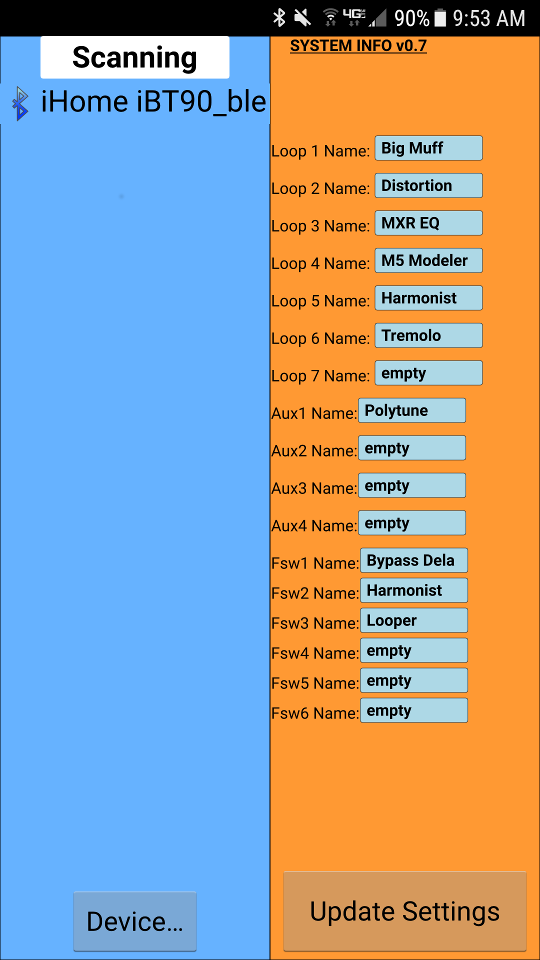 4GE 90% 9:53 AM
Scanning
iHome iBT90_ble
Device...
SYSTEM INFO v0.7
Loop 1 Name: Big Muff
Loop 2 Name: Distortion
Loop 3 Name: MXR EQ
Loop 4 Name: M5 Modeler
Loop 5 Name: Harmonist
Loop 6 Name: Tremolo
Loop 7 Name: empty
Aux1 Name: Polytune
Aux2 Name: empty
Aux3 Name: empty
Aux4 Name: empty
Fsw1 Name: Bypass Dela
Fsw2 Name: Harmonist
Fsw3 Name: Looper
Fsw4 Name: empty
Fsw5 Name: empty
Fsw6 Name: empty
Update Settings